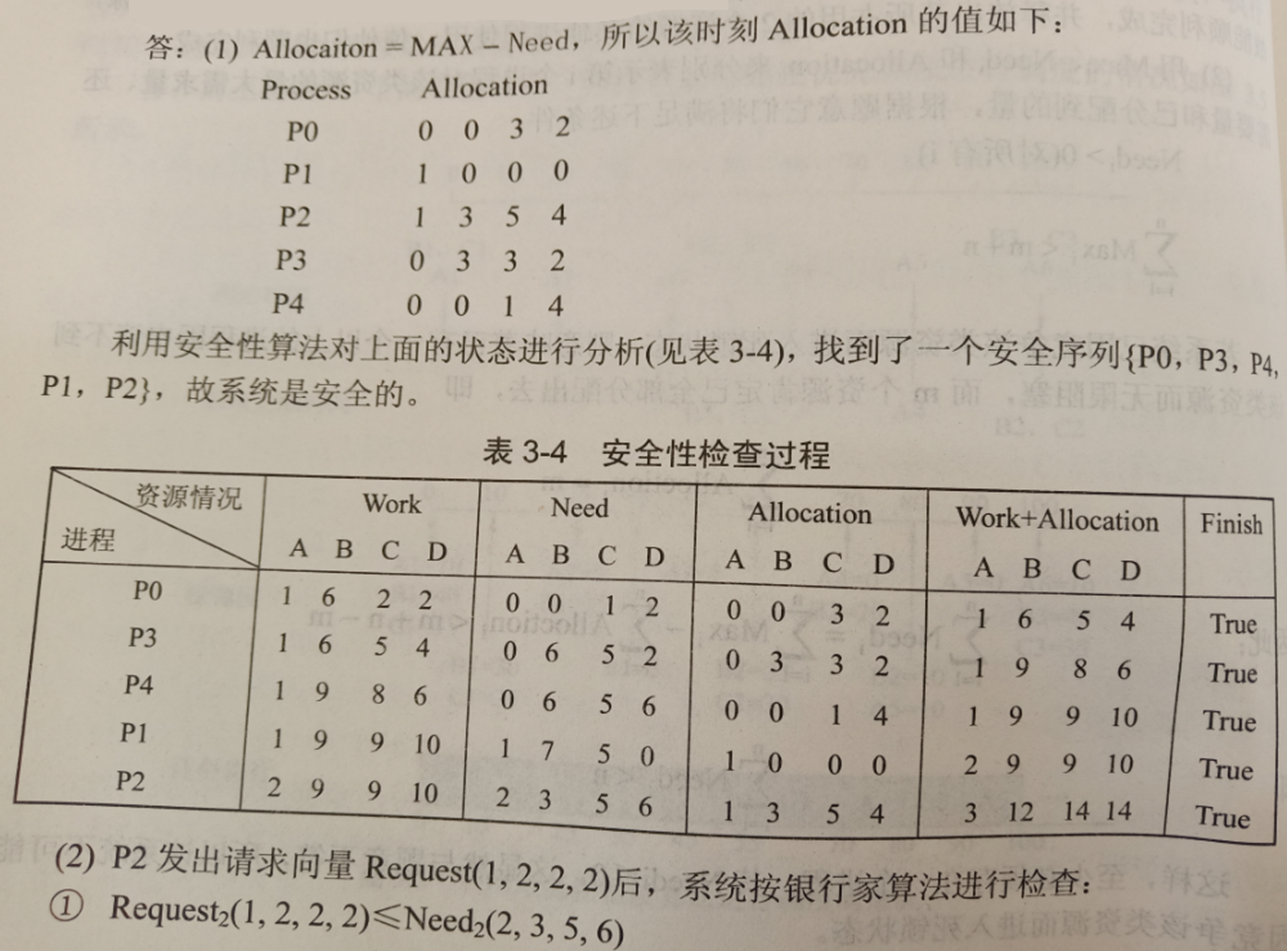 答：(1) Allocaiton = MAX – Need，所以该时刻 Allocation 的值如下：
Process Allocation
P0 0 0 3 2
P1 1 0 0 0
P2 1 3 5 4
P3 0 3 3 2
P4 0 0 1 4
利用安全性算法对上面的状态进行分析(见表 3-4)，找到了一个安全序列{P0，P3，P4，
P1，P2}，故系统是安全的。
表 3-4 安全性检查过程
资源情况 Work Need Allocation Work+Allocation Finish
进程 A B C D A B C D A B C D A B C D
P0 1 6 2 2 0 0 1 2 0 0 3 2 1 6 5 4 True
P3 1 6 5 4 0 6 5 2 0 3 3 2 1 9 8 6 True
P4 1 9 8 6 0 6 5 6 0 0 1 4 1 9 9 10 True
P1 1 9 9 10 1 7 5 0 1 0 0 0 2 9 9 10 True
P2 2 9 9 10 2 3 5 6 1 3 5 4 3 12 14 14 True
(2) P2 发出请求向量 Request(1, 2, 2, 2)后，系统按银行家算法进行检查：
① Request₂(1, 2, 2, 2)≤Need₂(2, 3, 5, 6)